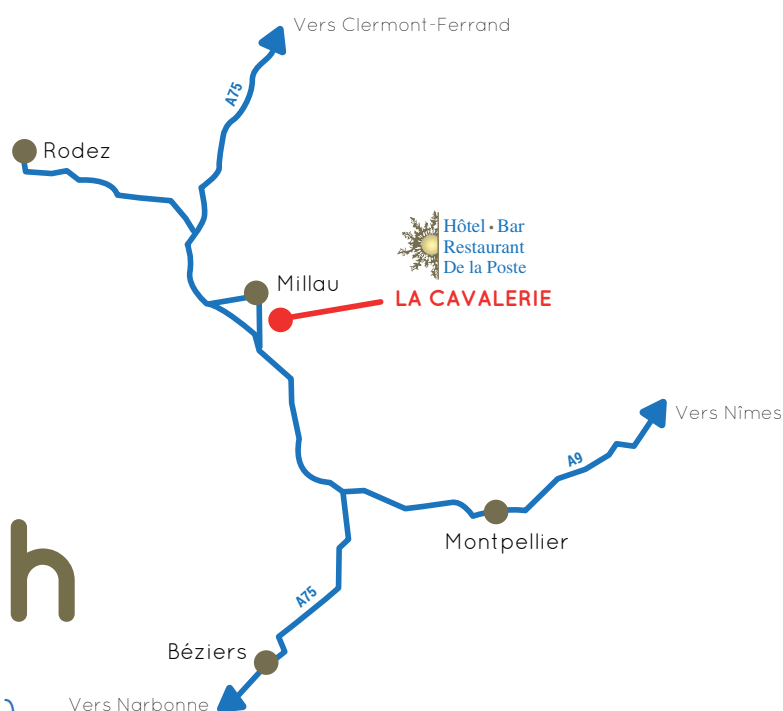 Vers Clermont-Ferrand
A75
Rodez
Hôtel • Bar
Restaurant
De la Poste
Millau
LA CAVALERIE
Vers Nîmes
A9
Montpellier
h
A75
Béziers
Vers Narbonne